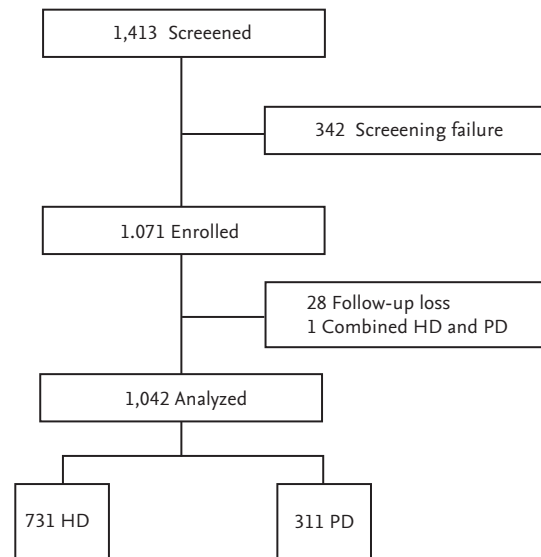 1,413 Screeened
342 Screeening failure
1.071 Enrolled
28 Follow-up loss
1 Combined HD and PD
1,042 Analyzed
731 HD
311 PD